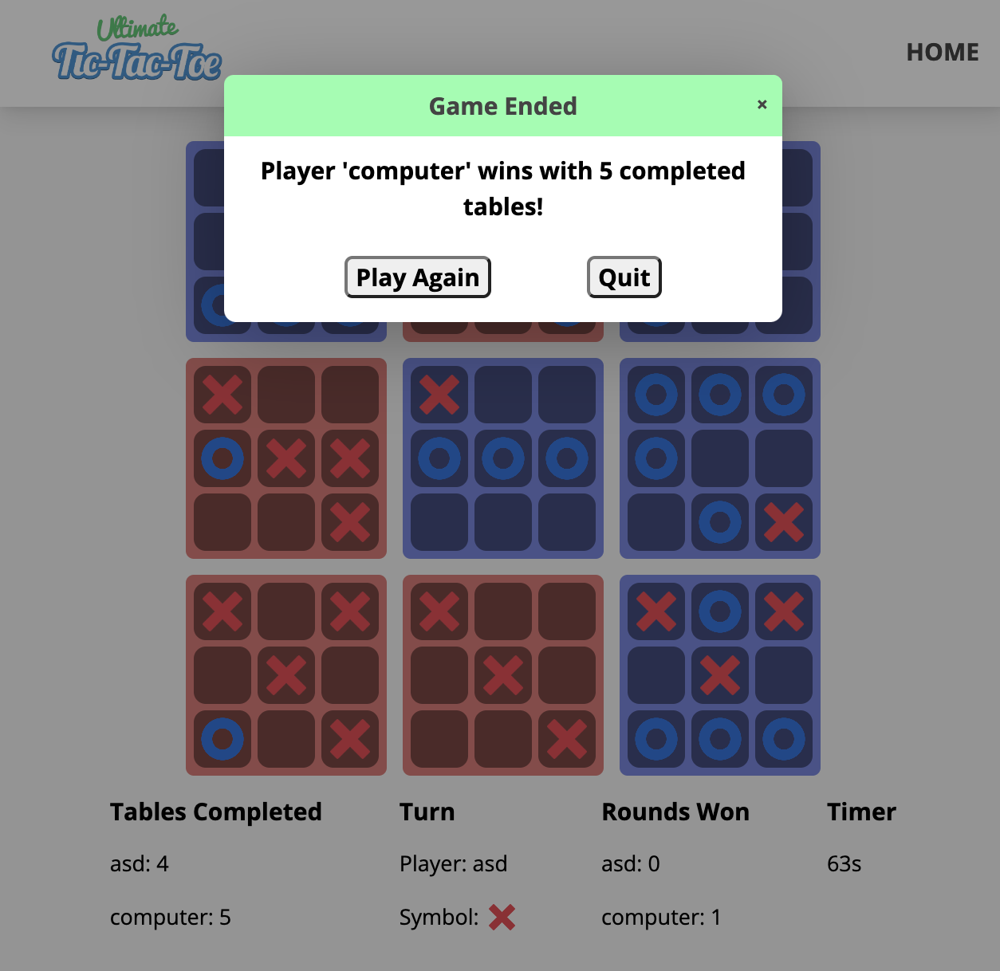 Ultimate
Tic-Tac-Toe
HOME
Game Ended
×
Player 'computer' wins with 5 completed
tables!
Play Again
Quit
Tables Completed
Turn
Rounds Won
Timer
asd: 4
Player: asd
asd: 0
63s
computer: 5
Symbol:
computer: 1